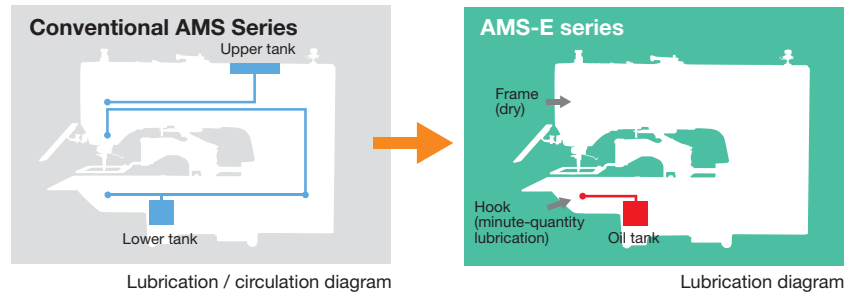 Conventional AMS Series
Upper tank
Lower tank
Lubrication / circulation diagram
AMS-E series
Frame
(dry)
Hook
(minute-quantity
lubrication)
Oil tank
Lubrication diagram